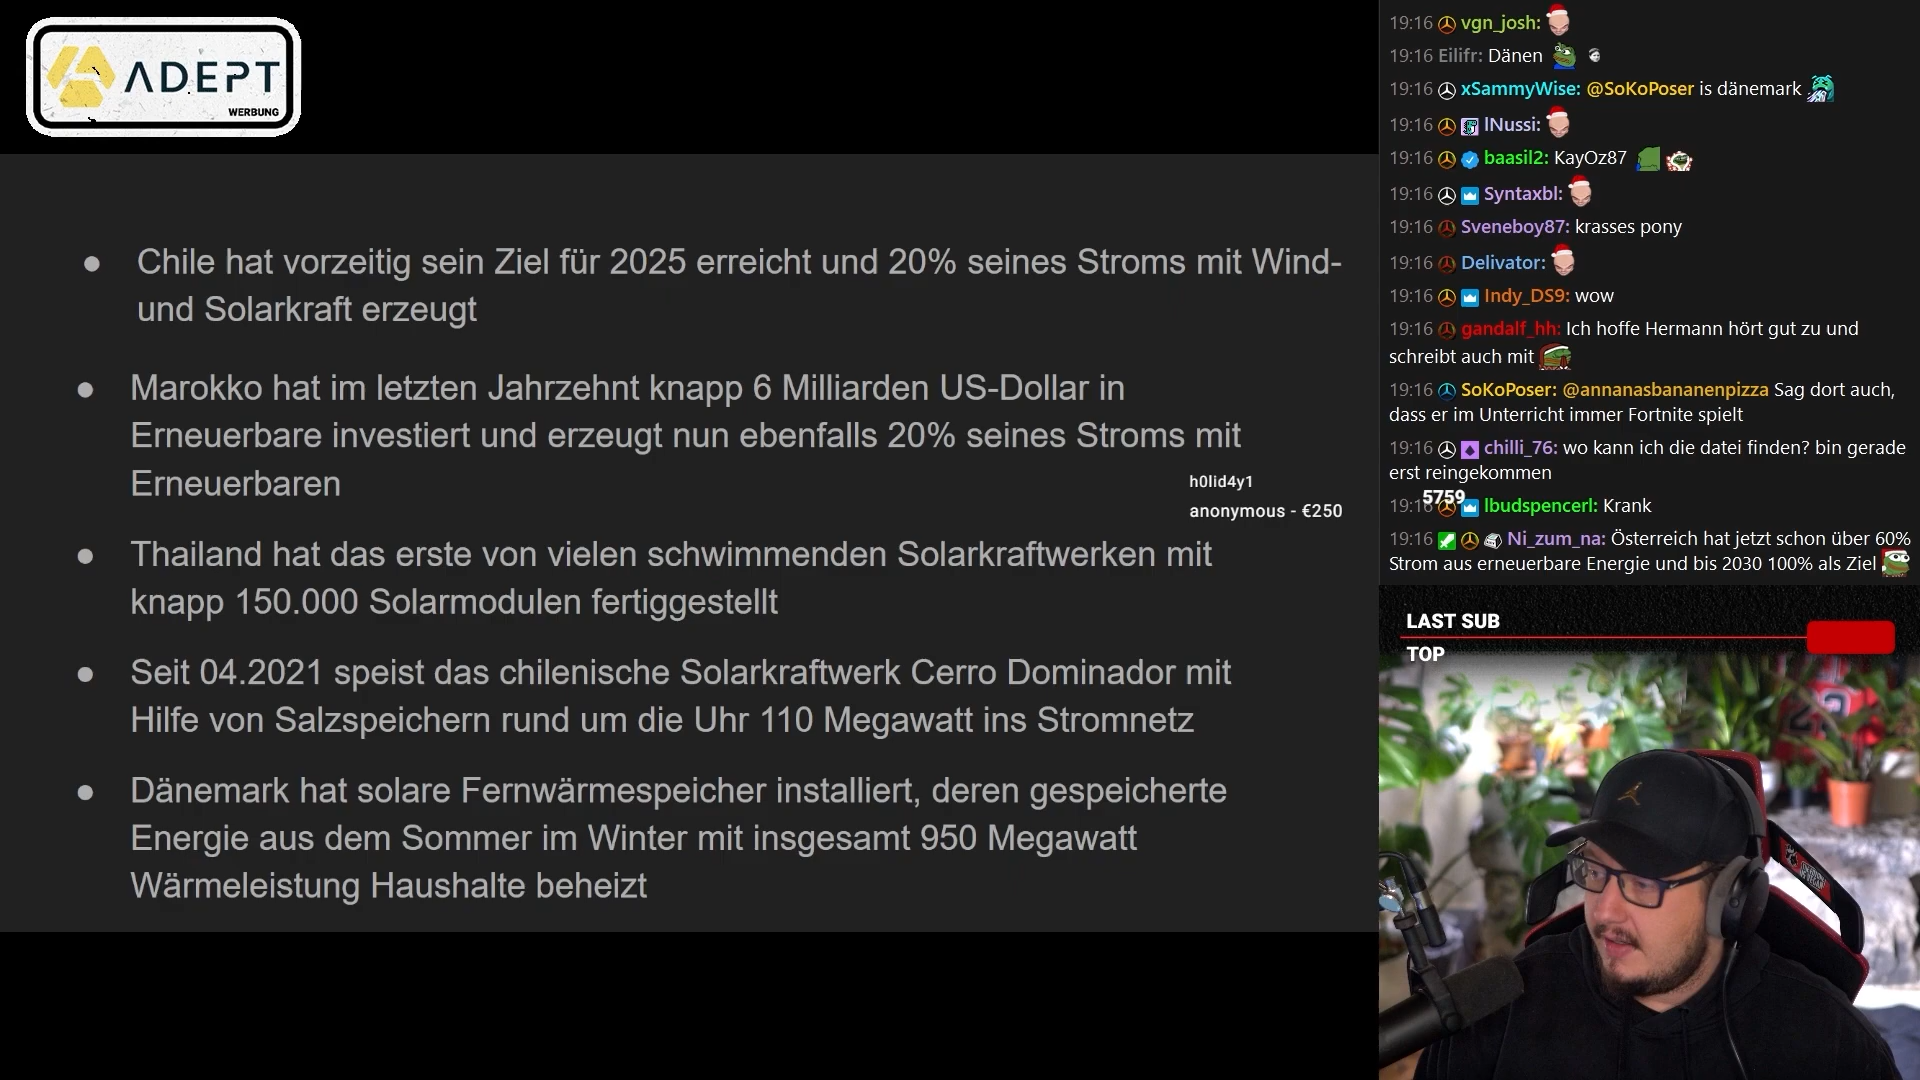 ADEPT
WERBUNG
● Chile hat vorzeitig sein Ziel für 2025 erreicht und 20% seines Stroms mit Wind-
und Solarkraft erzeugt
● Marokko hat im letzten Jahrzehnt knapp 6 Milliarden US-Dollar in
Erneuerbare investiert und erzeugt nun ebenfalls 20% seines Stroms mit
Erneuerbaren
h0lid4y1
anonymous - €250
● Thailand hat das erste von vielen schwimmenden Solarkraftwerken mit
knapp 150.000 Solarmodulen fertiggestellt
● Seit 04.2021 speist das chilenische Solarkraftwerk Cerro Dominador mit
Hilfe von Salzspeichern rund um die Uhr 110 Megawatt ins Stromnetz
● Dänemark hat solare Fernwärmespeicher installiert, deren gespeicherte
Energie aus dem Sommer im Winter mit insgesamt 950 Megawatt
Wärmeleistung Haushalte beheizt
19:16 vgn_josh:
19:16 Eilifr: Dänen
19:16 xSammyWise: @SoKoPoser is dänemark
19:16 lNussi:
19:16 baasil2: KayOz87
19:16 Syntaxbl:
19:16 Sveneboy87: krasses pony
19:16 Delivator:
19:16 Indy_DS9: wow
19:16 gandalf_hh: Ich hoffe Hermann hört gut zu und
schreibt auch mit
19:16 SoKoPoser: @annanasbananenpizza Sag dort auch,
dass er im Unterricht immer Fortnite spielt
19:16 chilli_76: wo kann ich die datei finden? bin gerade
erst reingekommen
5759
19:16 lbudspencerl: Krank
19:16 Ni_zum_na: Österreich hat jetzt schon über 60%
Strom aus erneuerbare Energie und bis 2030 100% als Ziel
LAST SUB
TOP